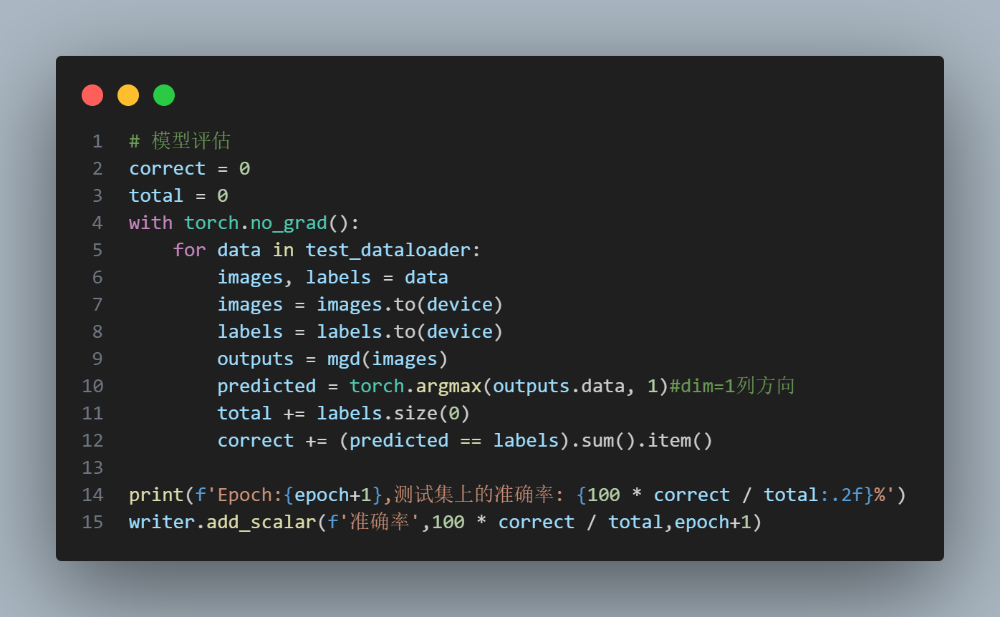 1 # 模型评估
2 correct = 0
3 total = 0
4 with torch.no_grad():
5     for data in test_dataloader:
6         images, labels = data
7         images = images.to(device)
8         labels = labels.to(device)
9         outputs = mgd(images)
10         predicted = torch.argmax(outputs.data, 1)#dim=1列方向
11         total += labels.size(0)
12         correct += (predicted == labels).sum().item()
13
14 print(f'Epoch:{epoch+1},测试集上的准确率: {100 * correct / total:.2f}%')
15 writer.add_scalar(f'准确率',100 * correct / total,epoch+1)